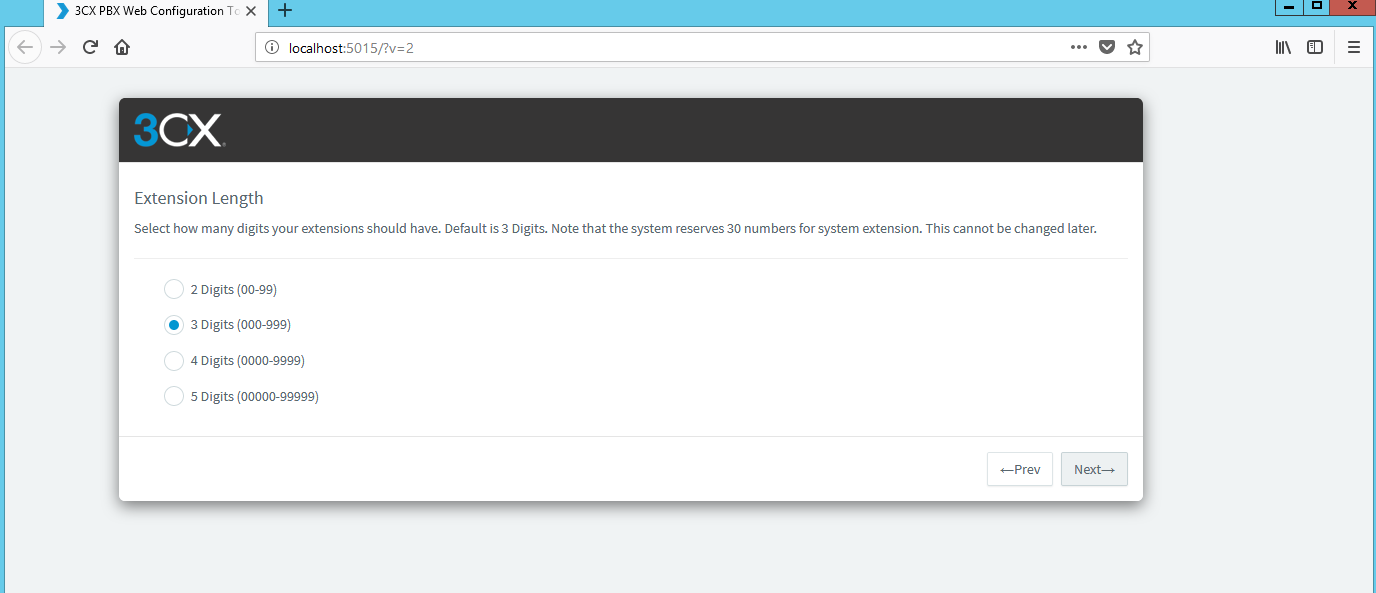 3CX PBX Web Configuration To
localhost:5015/?v=2
3CX
Extension Length
Select how many digits your extensions should have. Default is 3 Digits. Note that the system reserves 30 numbers for system extension. This cannot be changed later.
2 Digits (00-99)
3 Digits (000-999)
4 Digits (0000-9999)
5 Digits (00000-99999)
←Prev Next→